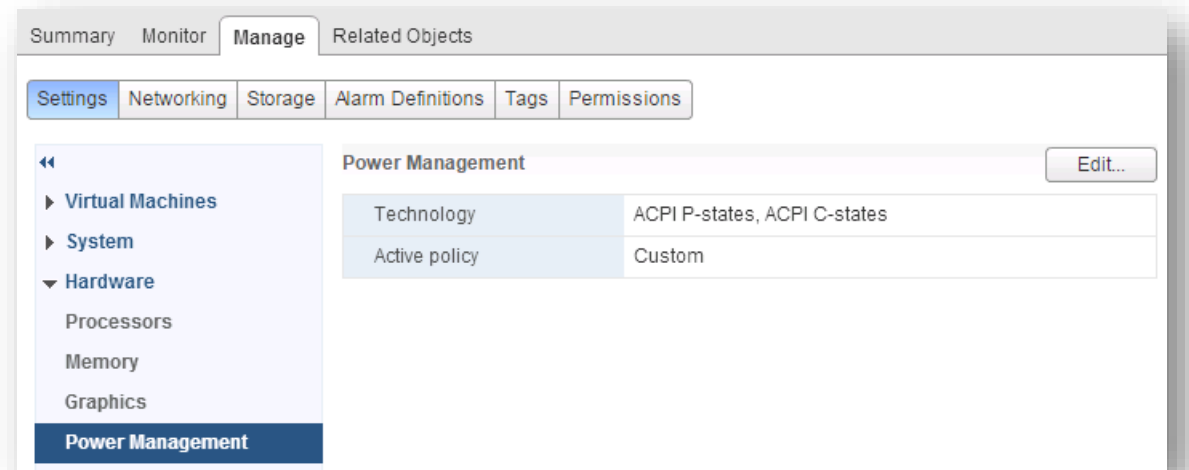 Summary Monitor Manage Related Objects
Settings Networking Storage Alarm Definitions Tags Permissions
Virtual Machines
System
Hardware
Processors
Memory
Graphics
Power Management
Power Management Edit...
Technology ACPI P-states, ACPI C-states
Active policy Custom